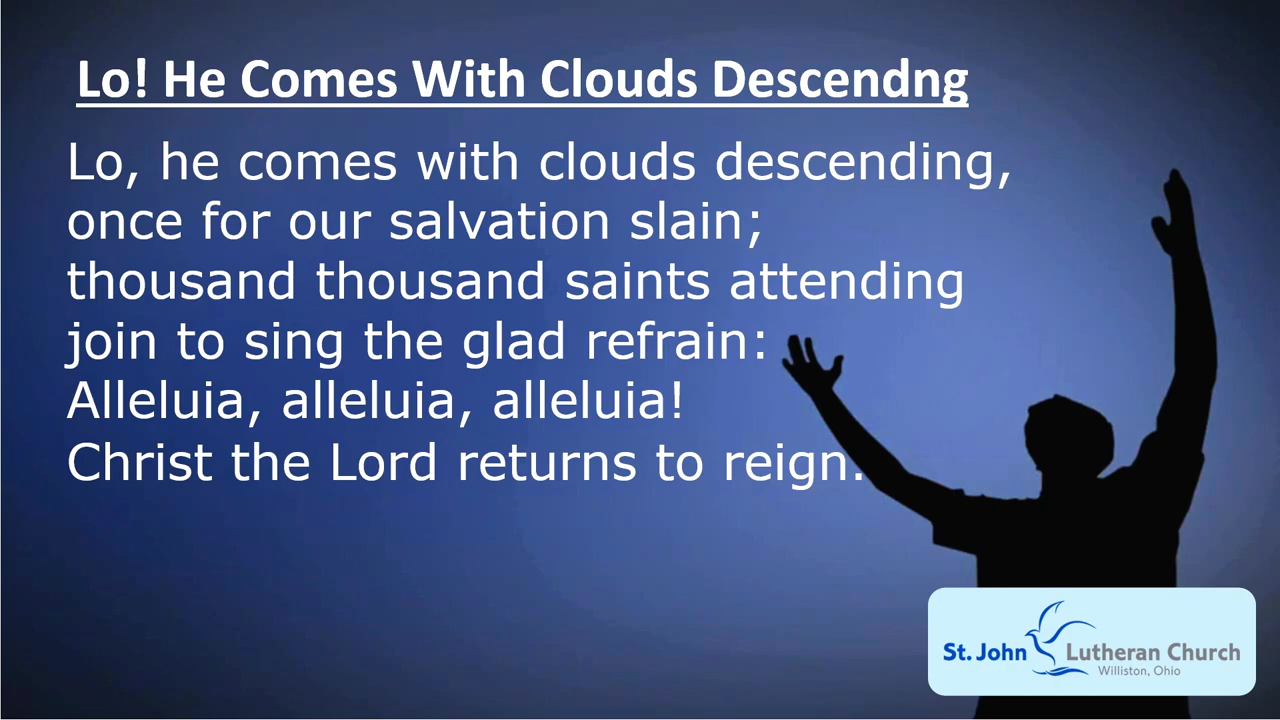 Lo! He Comes With Clouds Descendng
Lo, he comes with clouds descending,
once for our salvation slain;
thousand thousand saints attending
join to sing the glad refrain:
Alleluia, alleluia, alleluia!
Christ the Lord returns to reign.
St. John Lutheran Church
Williston, Ohio